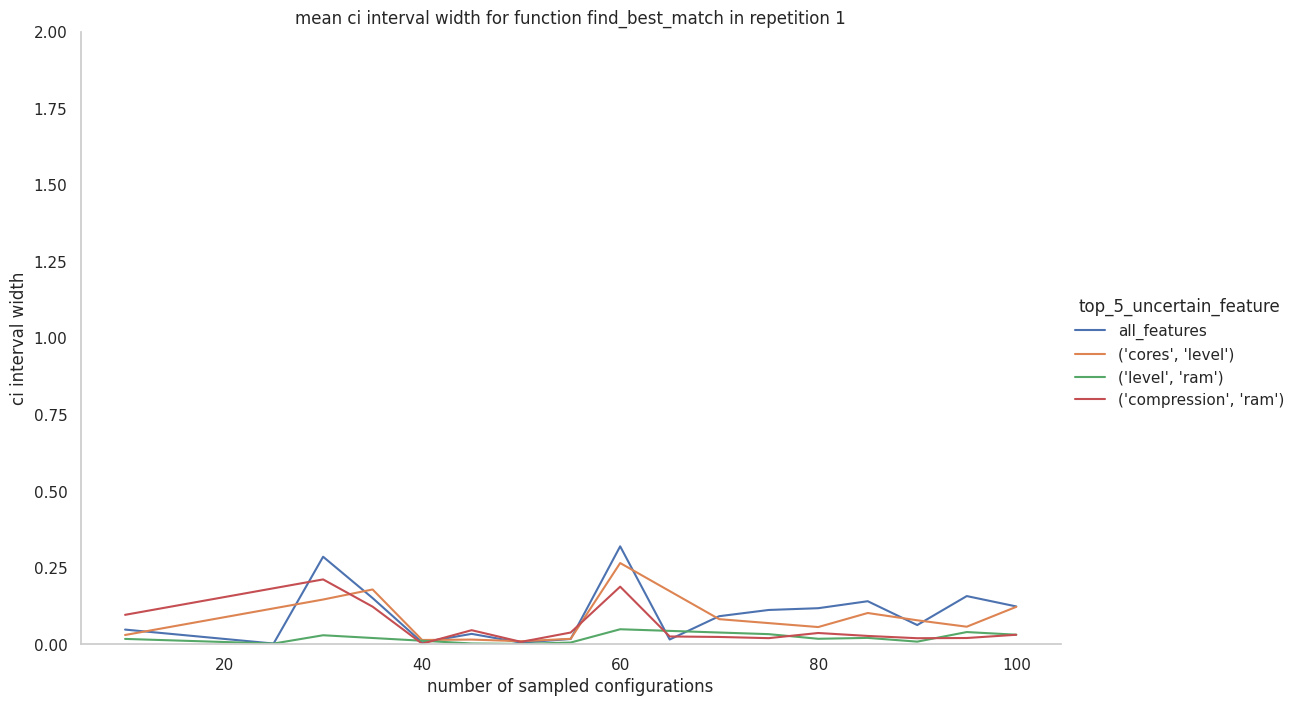 mean ci interval width for function find_best_match in repetition 1
2.00
1.75
1.50
1.25
1.00
0.75
0.50
0.25
0.00
ci interval width
20
40
60
80
100
number of sampled configurations
top_5_uncertain_feature
all_features
('cores', 'level')
('level', 'ram')
('compression', 'ram')